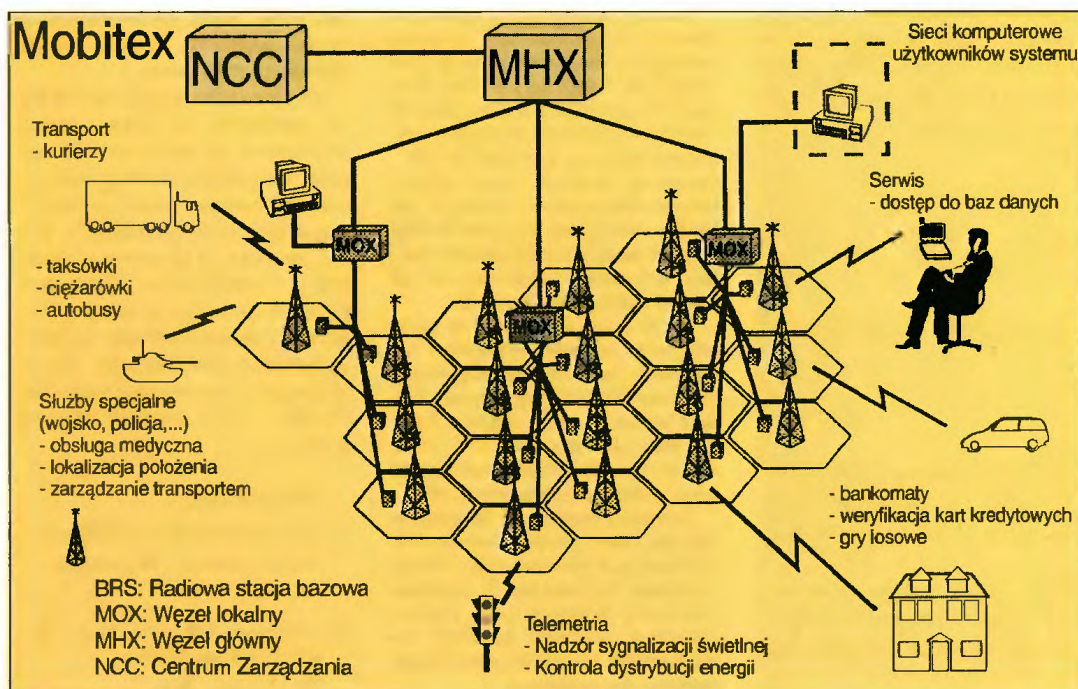 Mobitex
NCC
MHX
Sieci komputerowe
użytkowników systemu
Transport
- kurierzy
Serwis
- dostęp do baz danych
MOX
MOX
MOX
- taksówki
- ciężarówki
- autobusy
Służby specjalne
(wojsko, policja,...)
- obsługa medyczna
- lokalizacja położenia
- zarządzanie transportem
- bankomaty
- weryfikacja kart kredytowych
- gry losowe
BRS: Radiowa stacja bazowa
MOX: Węzeł lokalny
MHX: Węzeł główny
NCC: Centrum Zarządzania
Telemetria
- Nadzór sygnalizacji świetlnej
- Kontrola dystrybucji energii